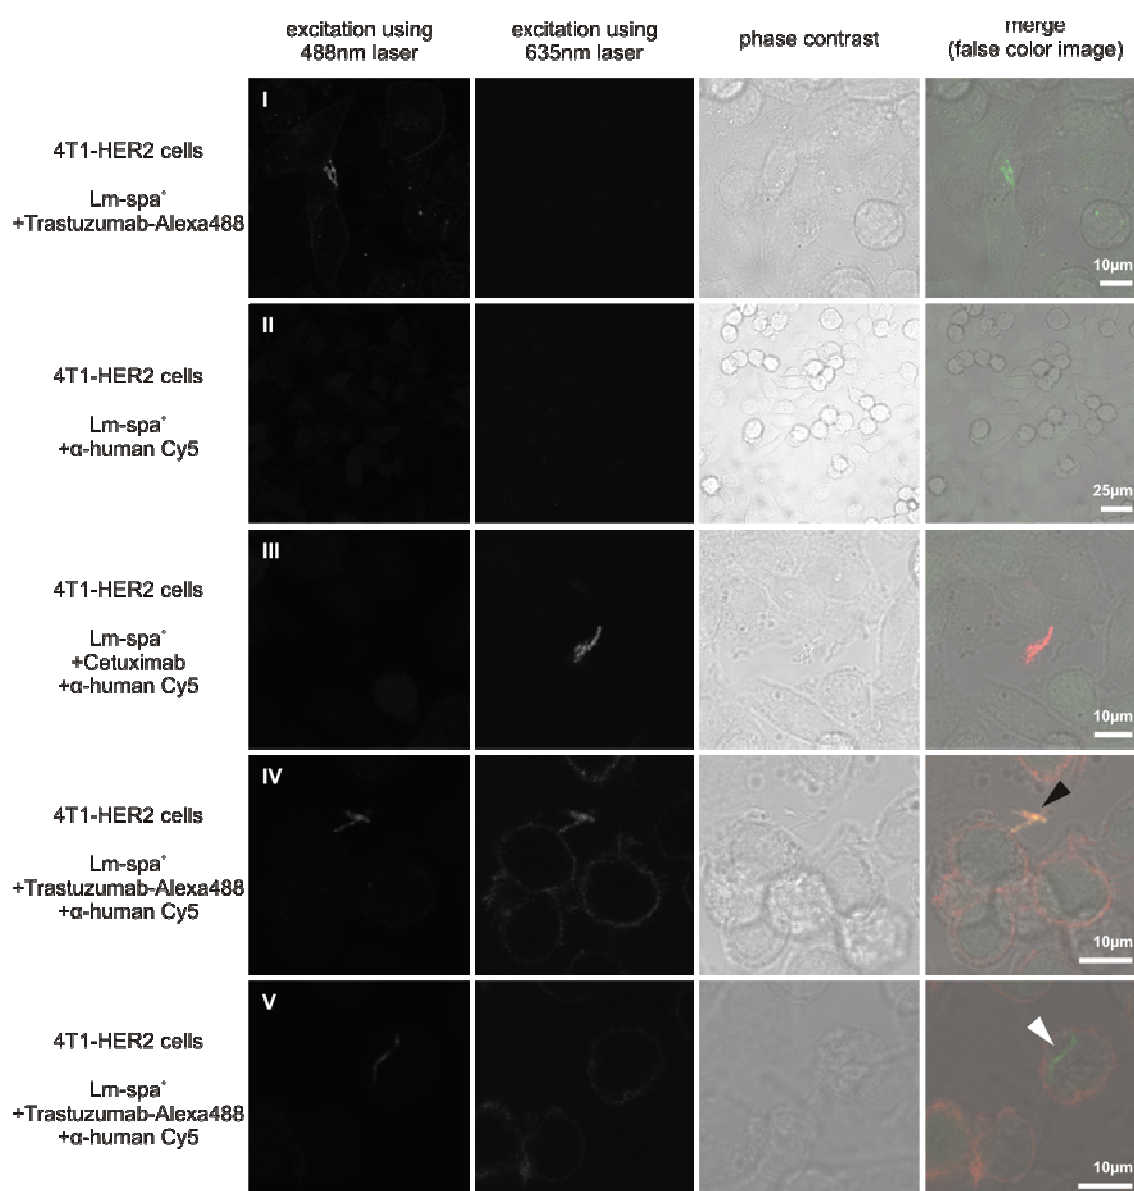 excitation using
488nm laser
excitation using
635nm laser
phase contrast
merge
(false color image)
4T1-HER2 cells
Lm-spa⁺
+Trastuzumab-Alexa488
I
10µm
4T1-HER2 cells
Lm-spa⁺
+α-human Cy5
II
25µm
4T1-HER2 cells
Lm-spa⁺
+Cetuximab
+α-human Cy5
III
10µm
4T1-HER2 cells
Lm-spa⁺
+Trastuzumab-Alexa488
+α-human Cy5
IV
10µm
4T1-HER2 cells
Lm-spa⁺
+Trastuzumab-Alexa488
+α-human Cy5
V
10µm